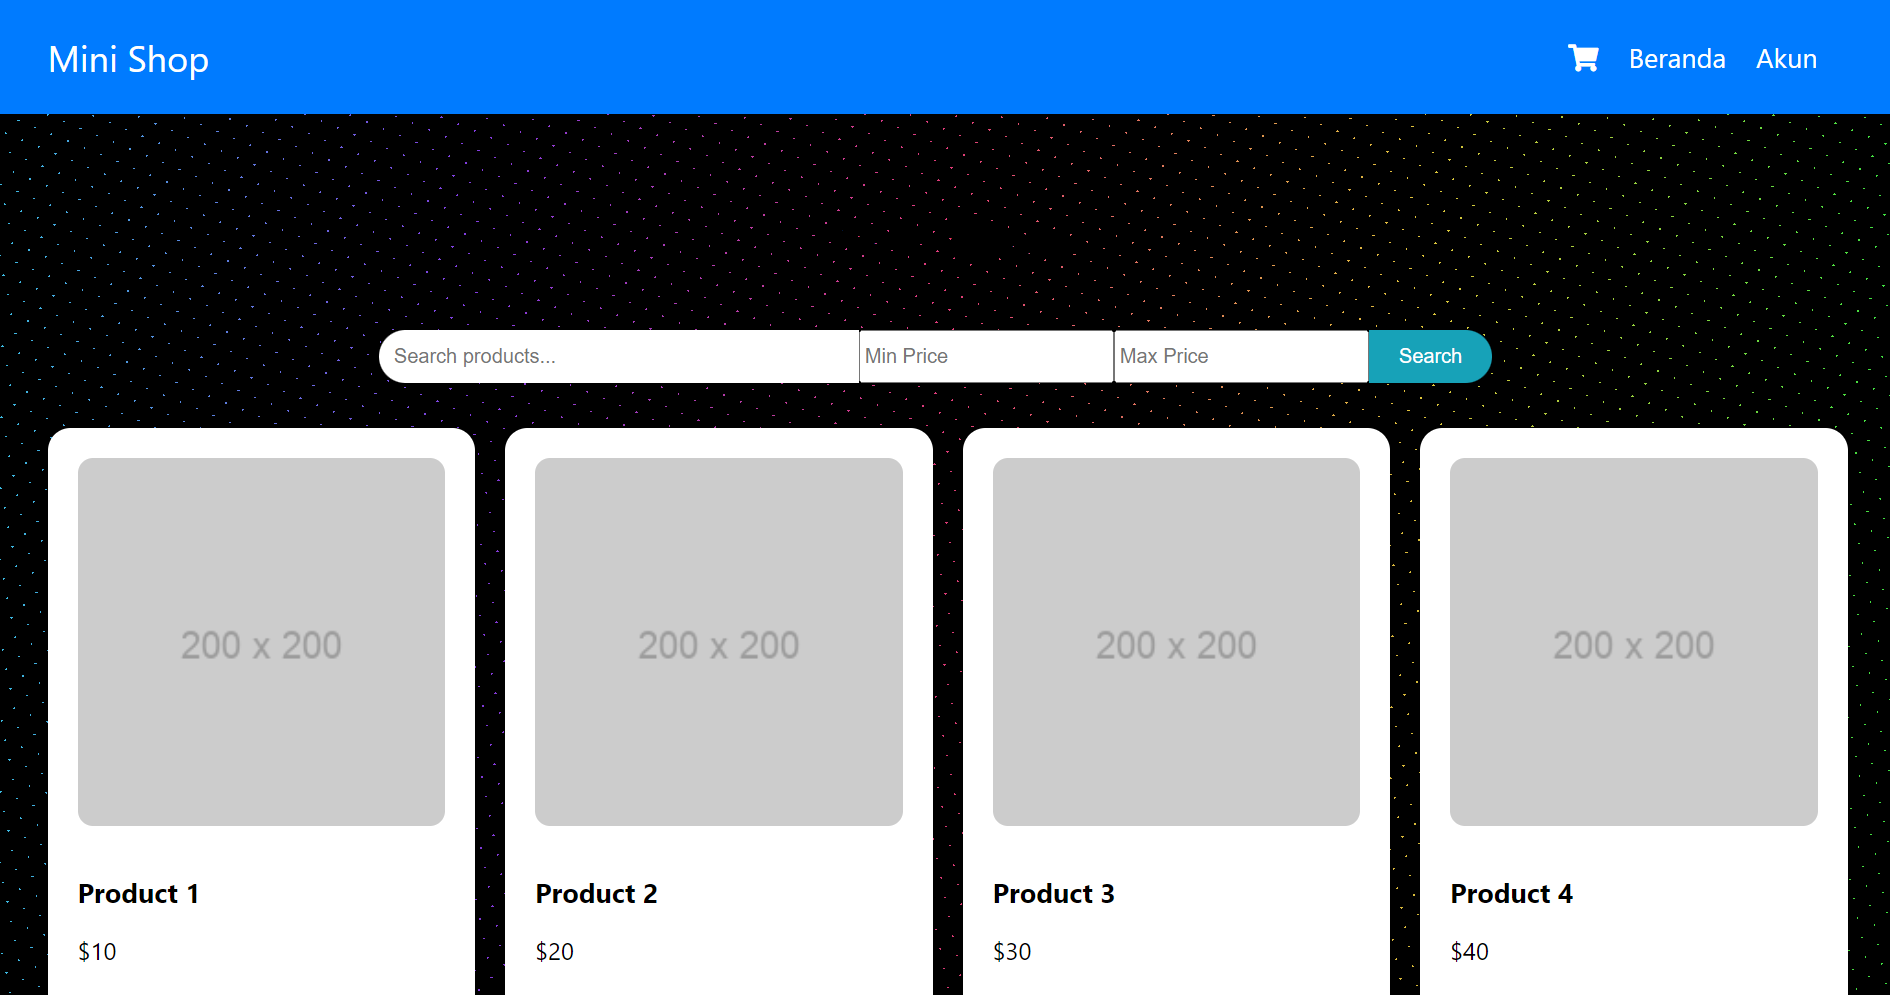 Mini Shop
Beranda Akun
Search products... Min Price Max Price Search
200 x 200 200 x 200 200 x 200 200 x 200
Product 1 Product 2 Product 3 Product 4
$10 $20 $30 $40